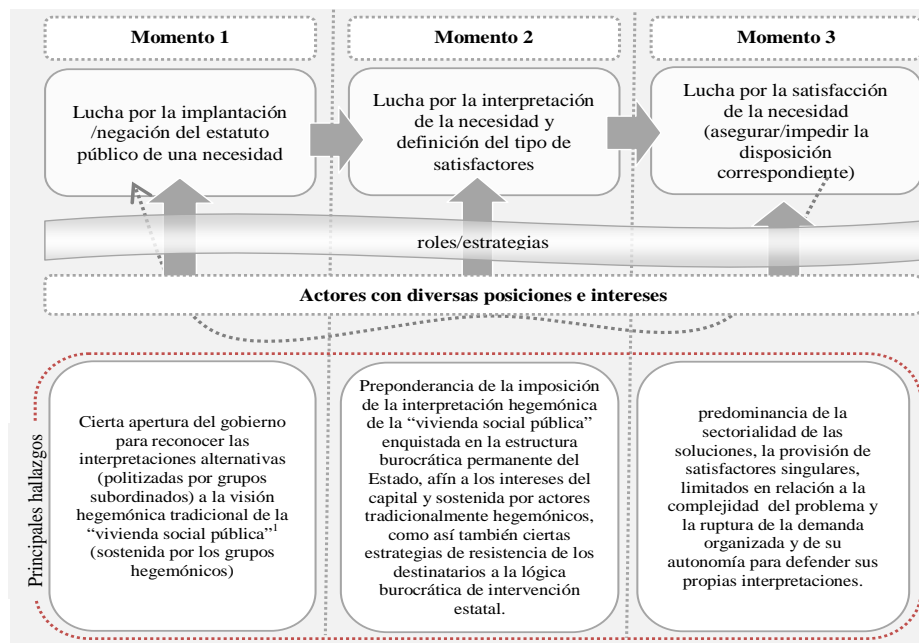 Momento 1
Momento 2
Momento 3
Lucha por la implantación
/negación del estatuto
público de una necesidad
Lucha por la interpretación
de la necesidad y
definición del tipo de
satisfactores
Lucha por la satisfacción
de la necesidad
(asegurar/impedir la
disposición
correspondiente)
roles/estrategias
Actores con diversas posiciones e intereses
Principales hallazgos
Cierta apertura del gobierno
para reconocer las
interpretaciones alternativas
(politizadas por grupos
subordinados) a la visión
hegemónica tradicional de la
“vivienda social pública”¹
(sostenida por los grupos
hegemónicos)
Preponderancia de la imposición
de la interpretación hegemónica
de la “vivienda social pública”
enquistada en la estructura
burocrática permanente del
Estado, afín a los intereses del
capital y sostenida por actores
tradicionalmente hegemónicos,
como así también ciertas
estrategias de resistencia de los
destinatarios a la lógica
burocrática de intervención
estatal.
predominancia de la
sectorialidad de las
soluciones, la provisión de
satisfactores singulares,
limitados en relación a la
complejidad del problema y
la ruptura de la demanda
organizada y de su
autonomía para defender sus
propias interpretaciones.